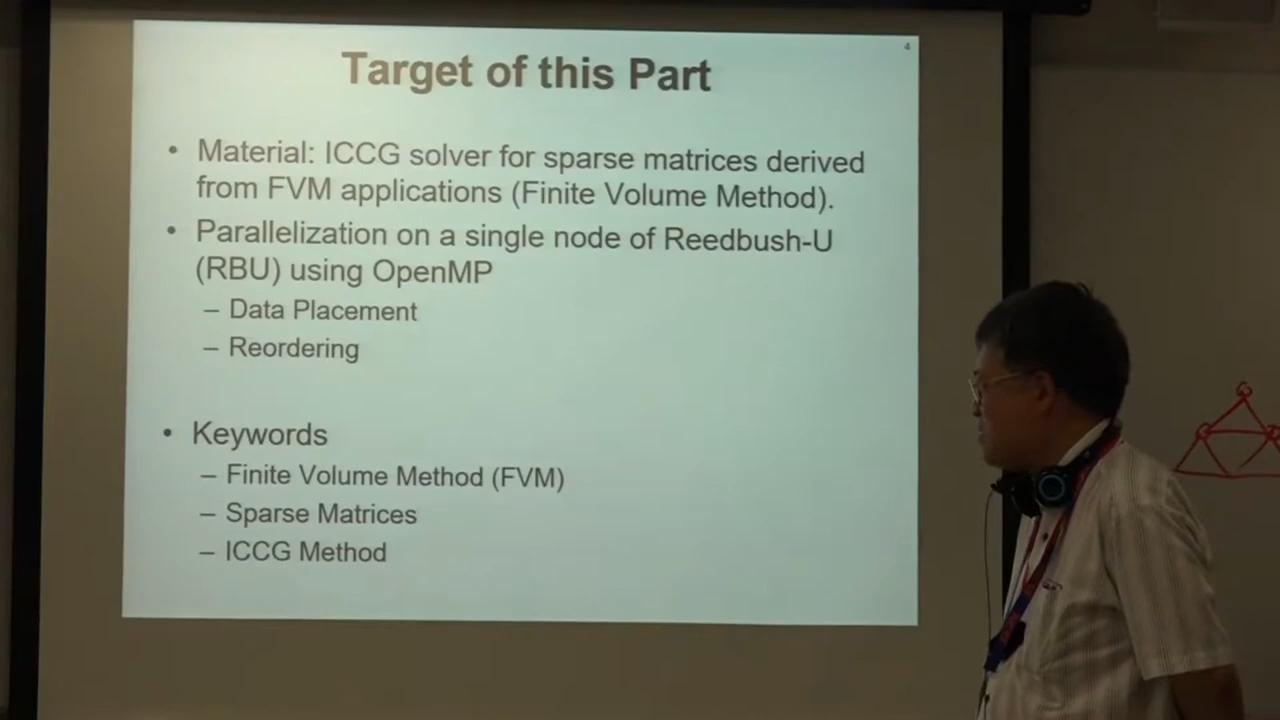 4
Target of this Part
• Material: ICCG solver for sparse matrices derived
from FVM applications (Finite Volume Method).
• Parallelization on a single node of Reedbush-U
(RBU) using OpenMP
– Data Placement
– Reordering
• Keywords
– Finite Volume Method (FVM)
– Sparse Matrices
– ICCG Method